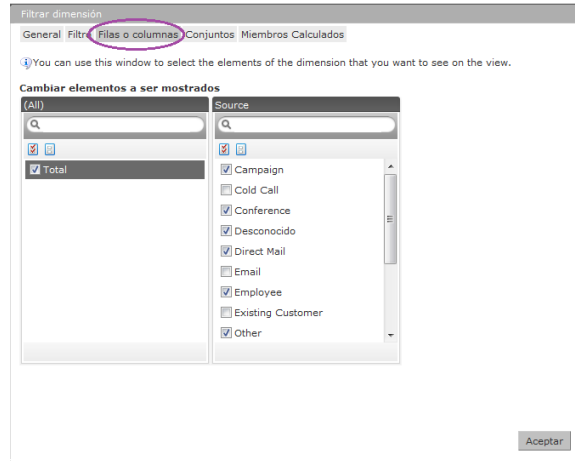 Filtrar dimensión
General Filtro Filas o columnas Conjuntos Miembros Calculados
You can use this window to select the elements of the dimension that you want to see on the view.
Cambiar elementos a ser mostrados
(All)
Total
Source
Campaign
Cold Call
Conference
Desconocido
Direct Mail
Email
Employee
Existing Customer
Other
Aceptar